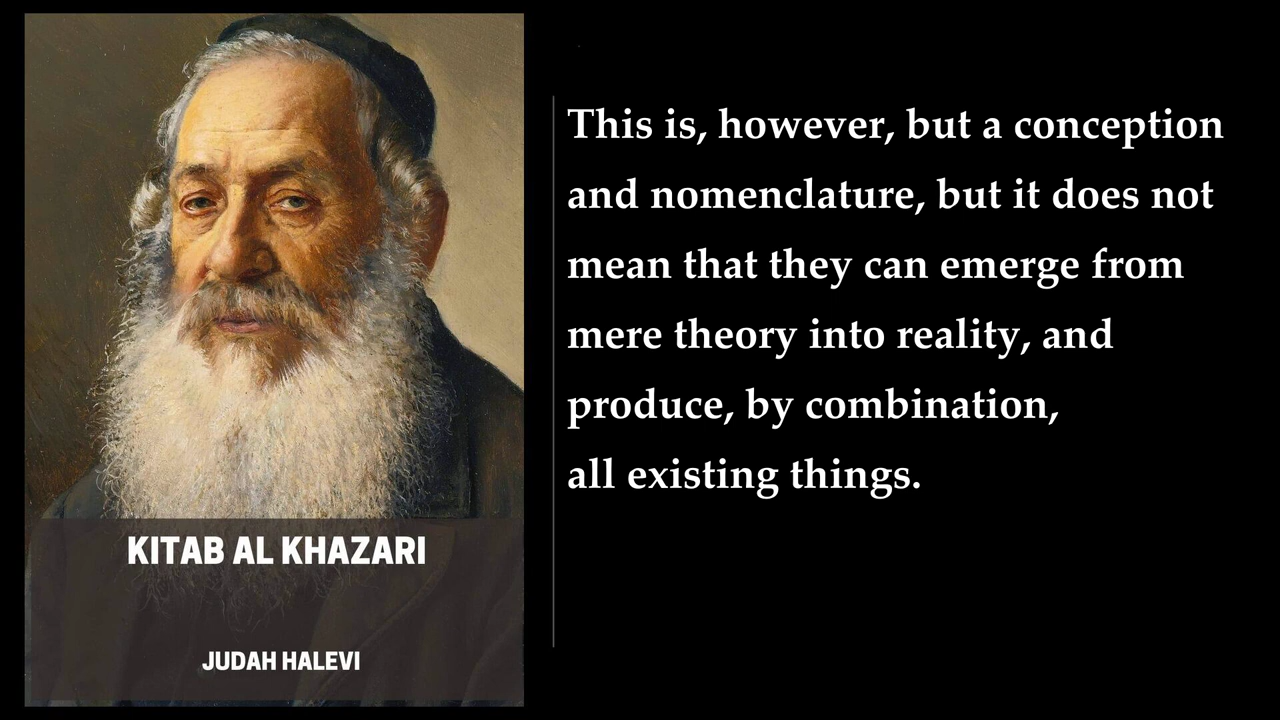 KITAB AL KHAZARI
JUDAH HALEVI
This is, however, but a conception
and nomenclature, but it does not
mean that they can emerge from
mere theory into reality, and
produce, by combination,
all existing things.